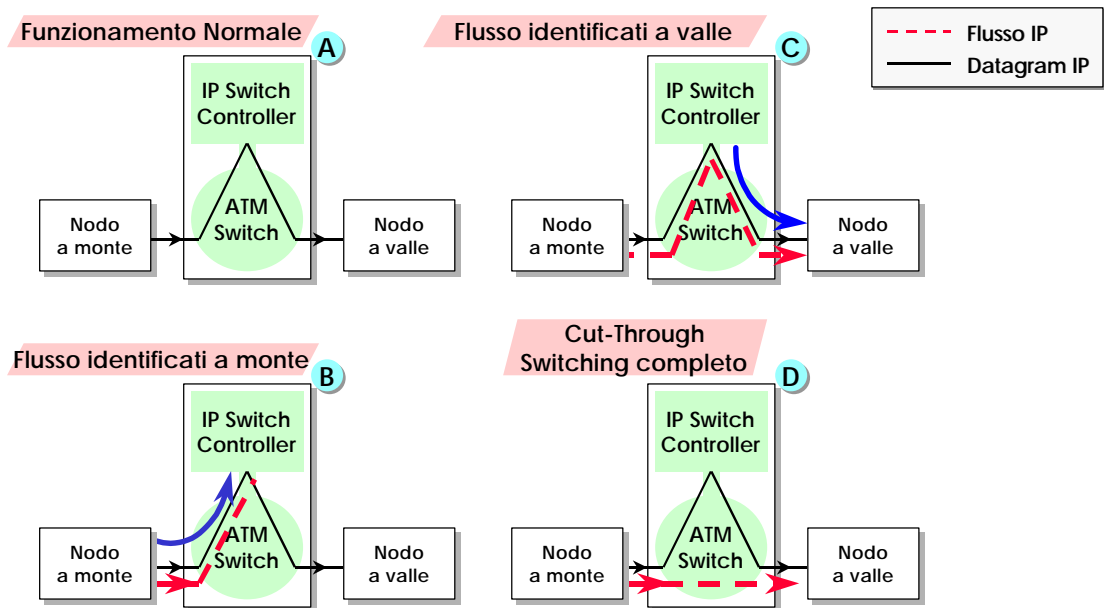 Funzionamento Normale
A
IP Switch
Controller
ATM
Switch
Nodo
a monte
Nodo
a valle
Flusso identificati a valle
C
IP Switch
Controller
ATM
Switch
Nodo
a monte
Nodo
a valle
Flusso IP
Datagram IP
Flusso identificati a monte
B
IP Switch
Controller
ATM
Switch
Nodo
a monte
Nodo
a valle
Cut-Through
Switching completo
D
IP Switch
Controller
ATM
Switch
Nodo
a monte
Nodo
a valle